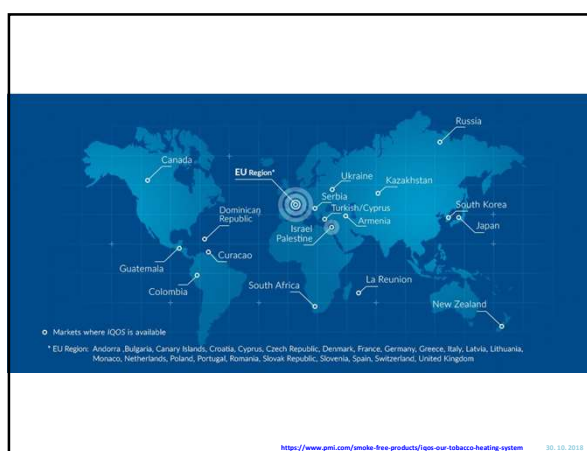 Russia
Canada
EU Region*
Ukraine
Kazakhstan
Serbia
South Korea
Dominican
Republic
Turkish/Cyprus
Israel
Armenia
Japan
Palestine
Curacao
Guatemala
Colombia
South Africa
La Reunion
New Zealand
Markets where IQOS is available
* EU Region: Andorra ,Bulgaria, Canary Islands, Croatia, Cyprus, Czech Republic, Denmark, France, Germany, Greece, Italy, Latvia, Lithuania,
Monaco, Netherlands, Poland, Portugal, Romania, Slovak Republic, Slovenia, Spain, Switzerland, United Kingdom
https://www.pmi.com/smoke-free-products/iqos-our-tobacco-heating-system 30. 10. 2018